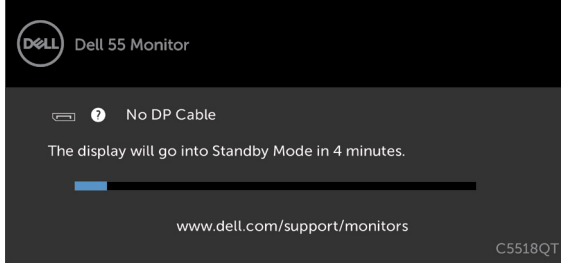 DELL
Dell 55 Monitor
? No DP Cable
The display will go into Standby Mode in 4 minutes.
www.dell.com/support/monitors
C5518QT